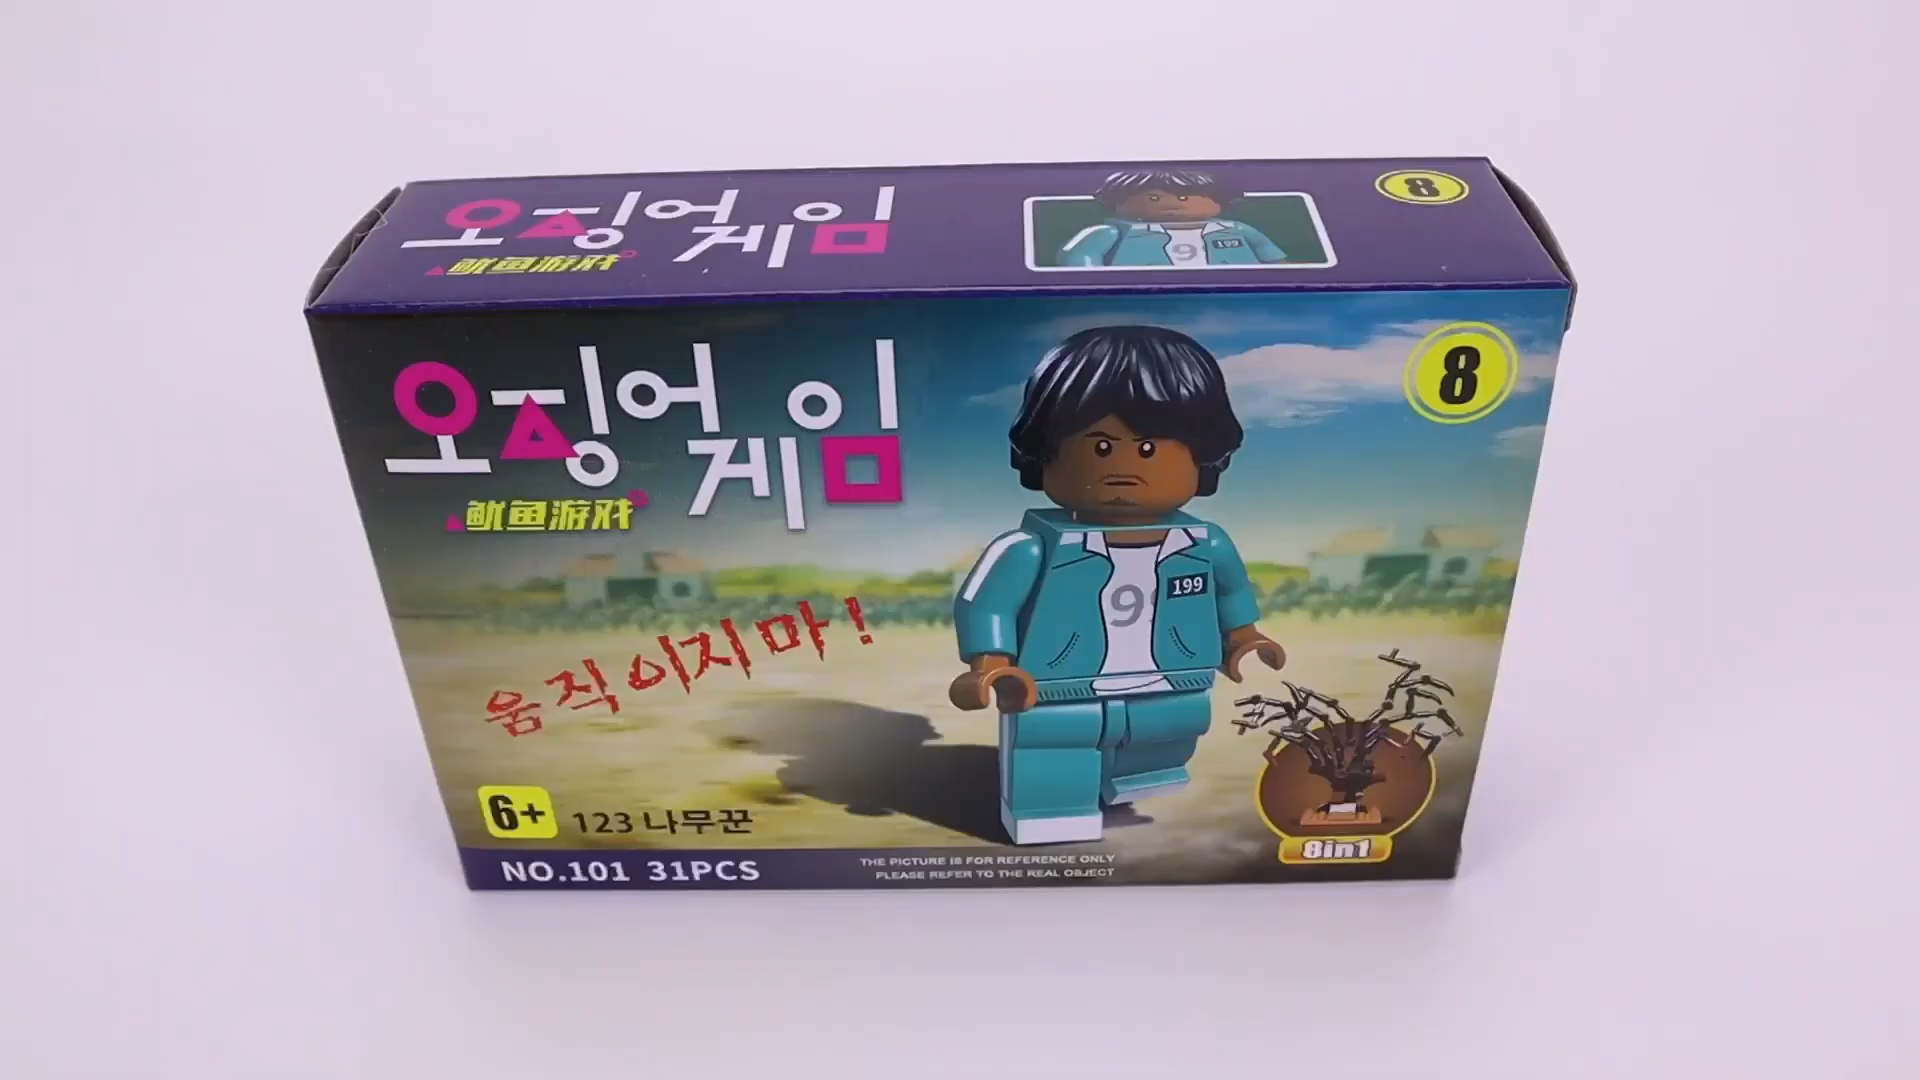 오징어
게임
鱿鱼游戏
8
9
199
오징어
게임
鱿鱼游戏
8
9
199
움직이지 마!
6+
123 나무꾼
8in1
NO.101 31PCS
THE PICTURE IS FOR REFERENCE ONLY
PLEASE REFER TO THE REAL OBJECT